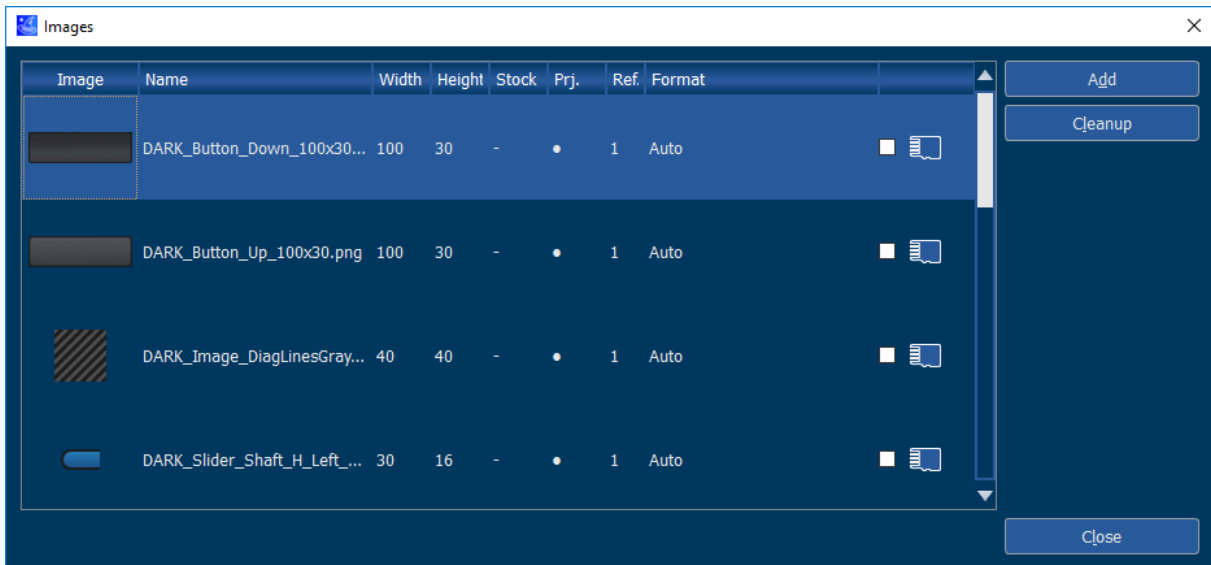 Images
Image Name Width Height Stock Prj. Ref. Format
Add
Cleanup
DARK_Button_Down_100x30... 100 30 - • 1 Auto
DARK_Button_Up_100x30.png 100 30 - • 1 Auto
DARK_Image_DiagLinesGray... 40 40 - • 1 Auto
DARK_Slider_Shaft_H_Left_... 30 16 - • 1 Auto
Close